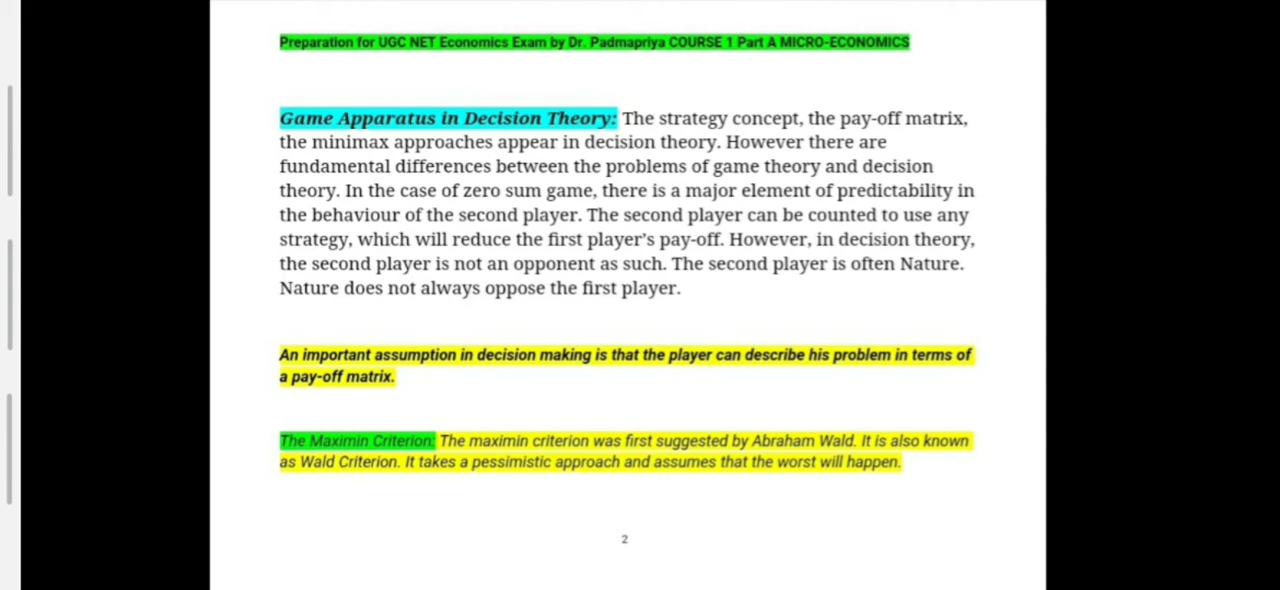 Preparation for UGC NET Economics Exam by Dr. Padmapriya COURSE 1 Part A MICRO-ECONOMICS
Game Apparatus in Decision Theory: The strategy concept, the pay-off matrix,
the minimax approaches appear in decision theory. However there are
fundamental differences between the problems of game theory and decision
theory. In the case of zero sum game, there is a major element of predictability in
the behaviour of the second player. The second player can be counted to use any
strategy, which will reduce the first player's pay-off. However, in decision theory,
the second player is not an opponent as such. The second player is often Nature.
Nature does not always oppose the first player.
An important assumption in decision making is that the player can describe his problem in terms of
a pay-off matrix.
The Maximin Criterion: The maximin criterion was first suggested by Abraham Wald. It is also known
as Wald Criterion. It takes a pessimistic approach and assumes that the worst will happen.
2